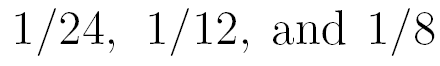 1/24, 1/12, and 1/8